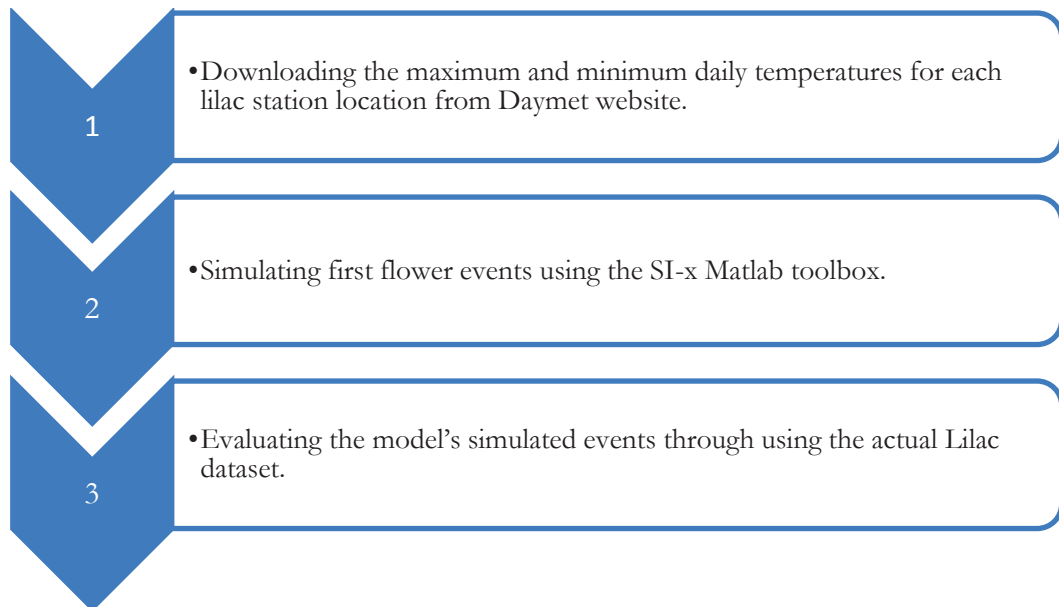 1
•Downloading the maximum and minimum daily temperatures for each
lilac station location from Daymet website.
2
•Simulating first flower events using the SI-x Matlab toolbox.
3
•Evaluating the model’s simulated events through using the actual Lilac
dataset.